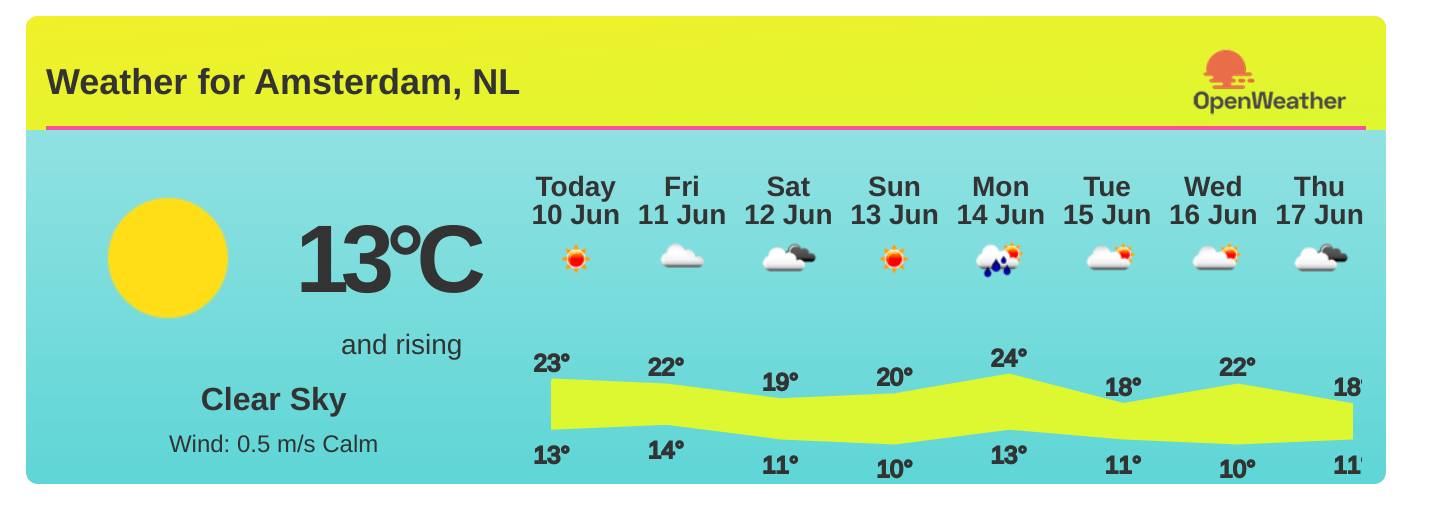 Weather for Amsterdam, NL
OpenWeather
13°C
and rising
Clear Sky
Wind: 0.5 m/s Calm
Today Fri Sat Sun Mon Tue Wed Thu
10 Jun 11 Jun 12 Jun 13 Jun 14 Jun 15 Jun 16 Jun 17 Jun
23° 22° 19° 20° 24° 18° 22° 18°
13° 14° 11° 10° 13° 11° 10° 11°